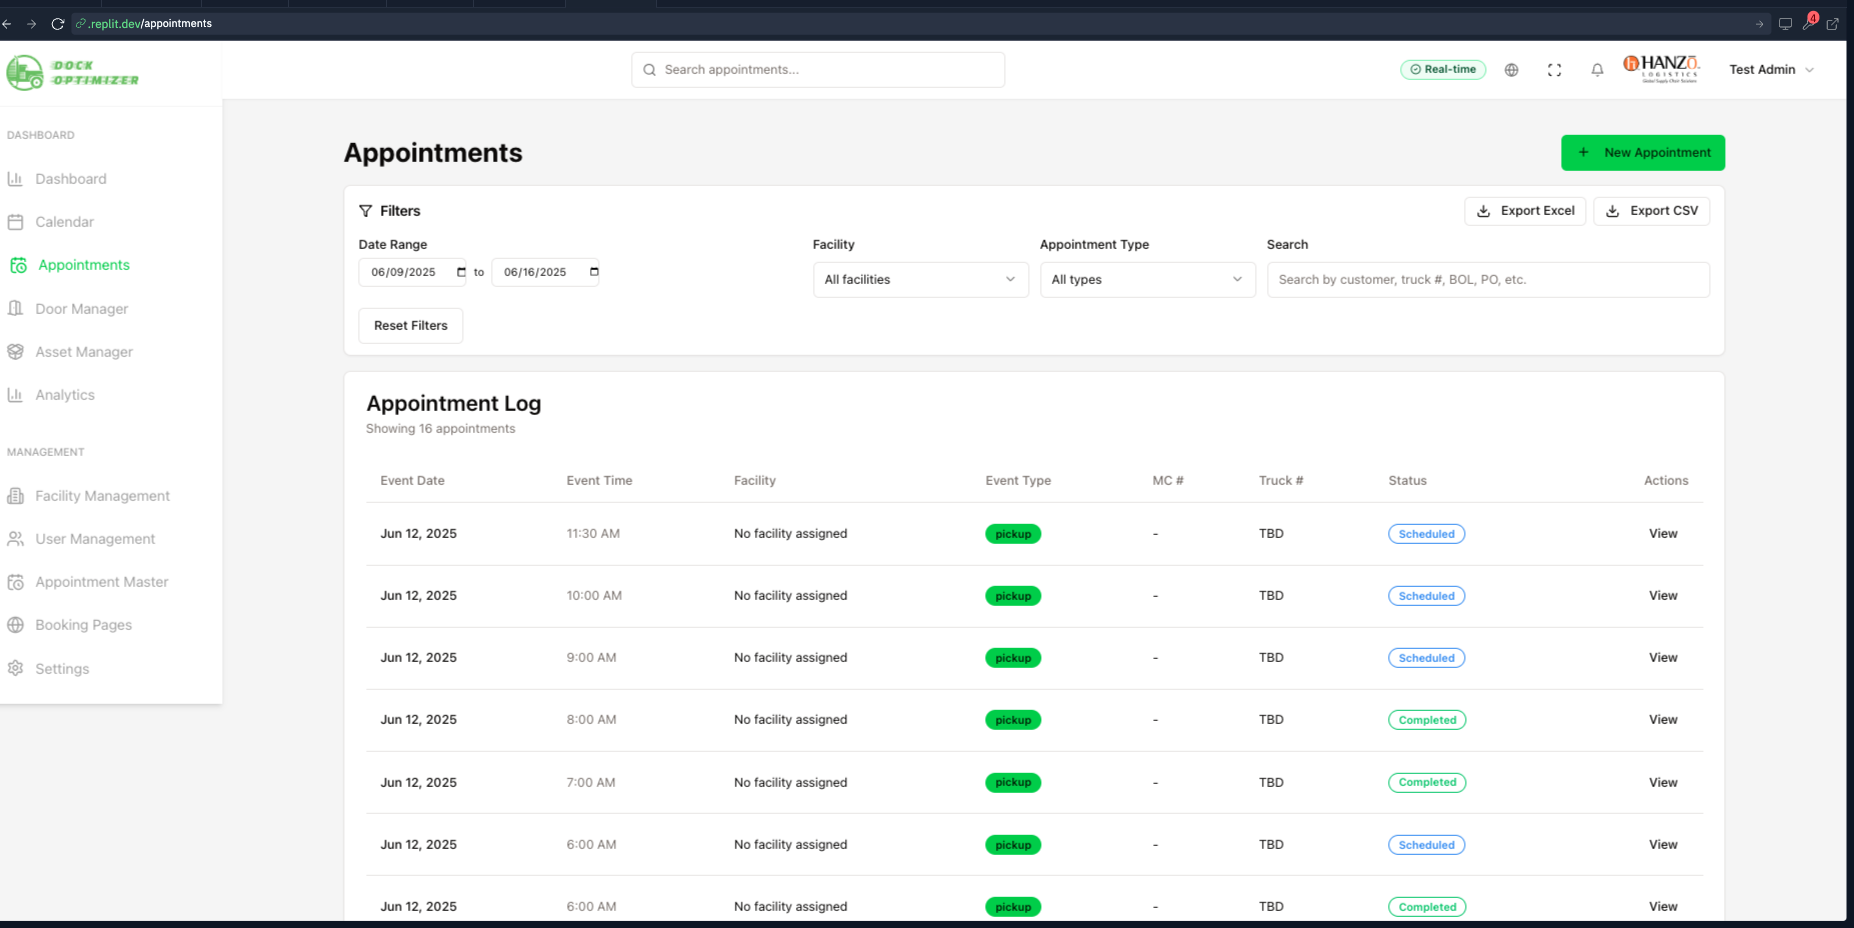 .replit.dev/appointments
4
DOCK
OPTIMIZER
Search appointments...
Real-time
h HANZŌ.
LOGISTICS
Test Admin
DASHBOARD
Dashboard
Calendar
Appointments
Door Manager
Asset Manager
Analytics
MANAGEMENT
Facility Management
User Management
Appointment Master
Booking Pages
Settings
Appointments
+ New Appointment
Filters
Export Excel
Export CSV
Date Range
Facility
Appointment Type
Search
06/09/2025 to 06/16/2025
All facilities
All types
Search by customer, truck #, BOL, PO, etc.
Reset Filters
Appointment Log
Showing 16 appointments
Event Date Event Time Facility Event Type MC # Truck # Status Actions
Jun 12, 2025 11:30 AM No facility assigned pickup - TBD Scheduled View
Jun 12, 2025 10:00 AM No facility assigned pickup - TBD Scheduled View
Jun 12, 2025 9:00 AM No facility assigned pickup - TBD Scheduled View
Jun 12, 2025 8:00 AM No facility assigned pickup - TBD Completed View
Jun 12, 2025 7:00 AM No facility assigned pickup - TBD Completed View
Jun 12, 2025 6:00 AM No facility assigned pickup - TBD Scheduled View
Jun 12, 2025 6:00 AM No facility assigned pickup - TBD Completed View